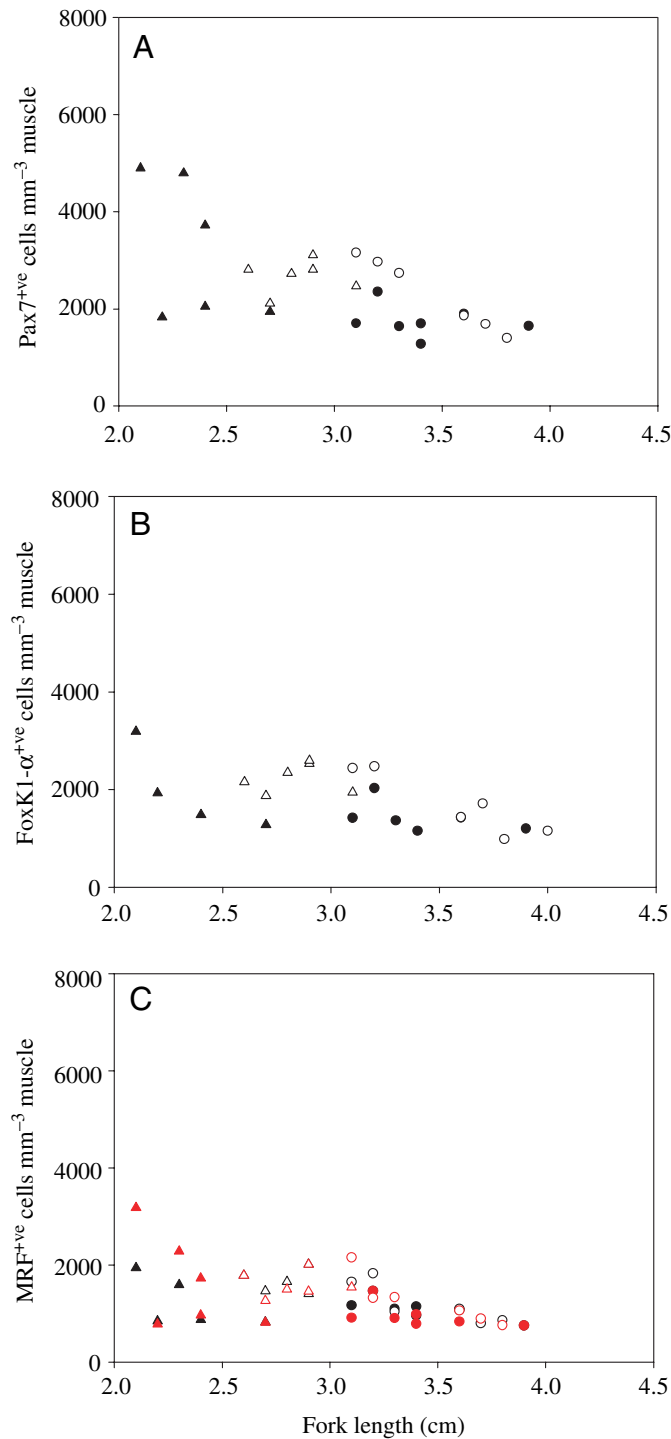 A
8000
6000
4000
2000
0
Pax7⁺ᵛᵉ cells mm⁻³ muscle
2.0 2.5 3.0 3.5 4.0 4.5
B
8000
6000
4000
2000
0
FoxK1-α⁺ᵛᵉ cells mm⁻³ muscle
2.0 2.5 3.0 3.5 4.0 4.5
C
8000
6000
4000
2000
0
MRF⁺ᵛᵉ cells mm⁻³ muscle
2.0 2.5 3.0 3.5 4.0 4.5
Fork length (cm)